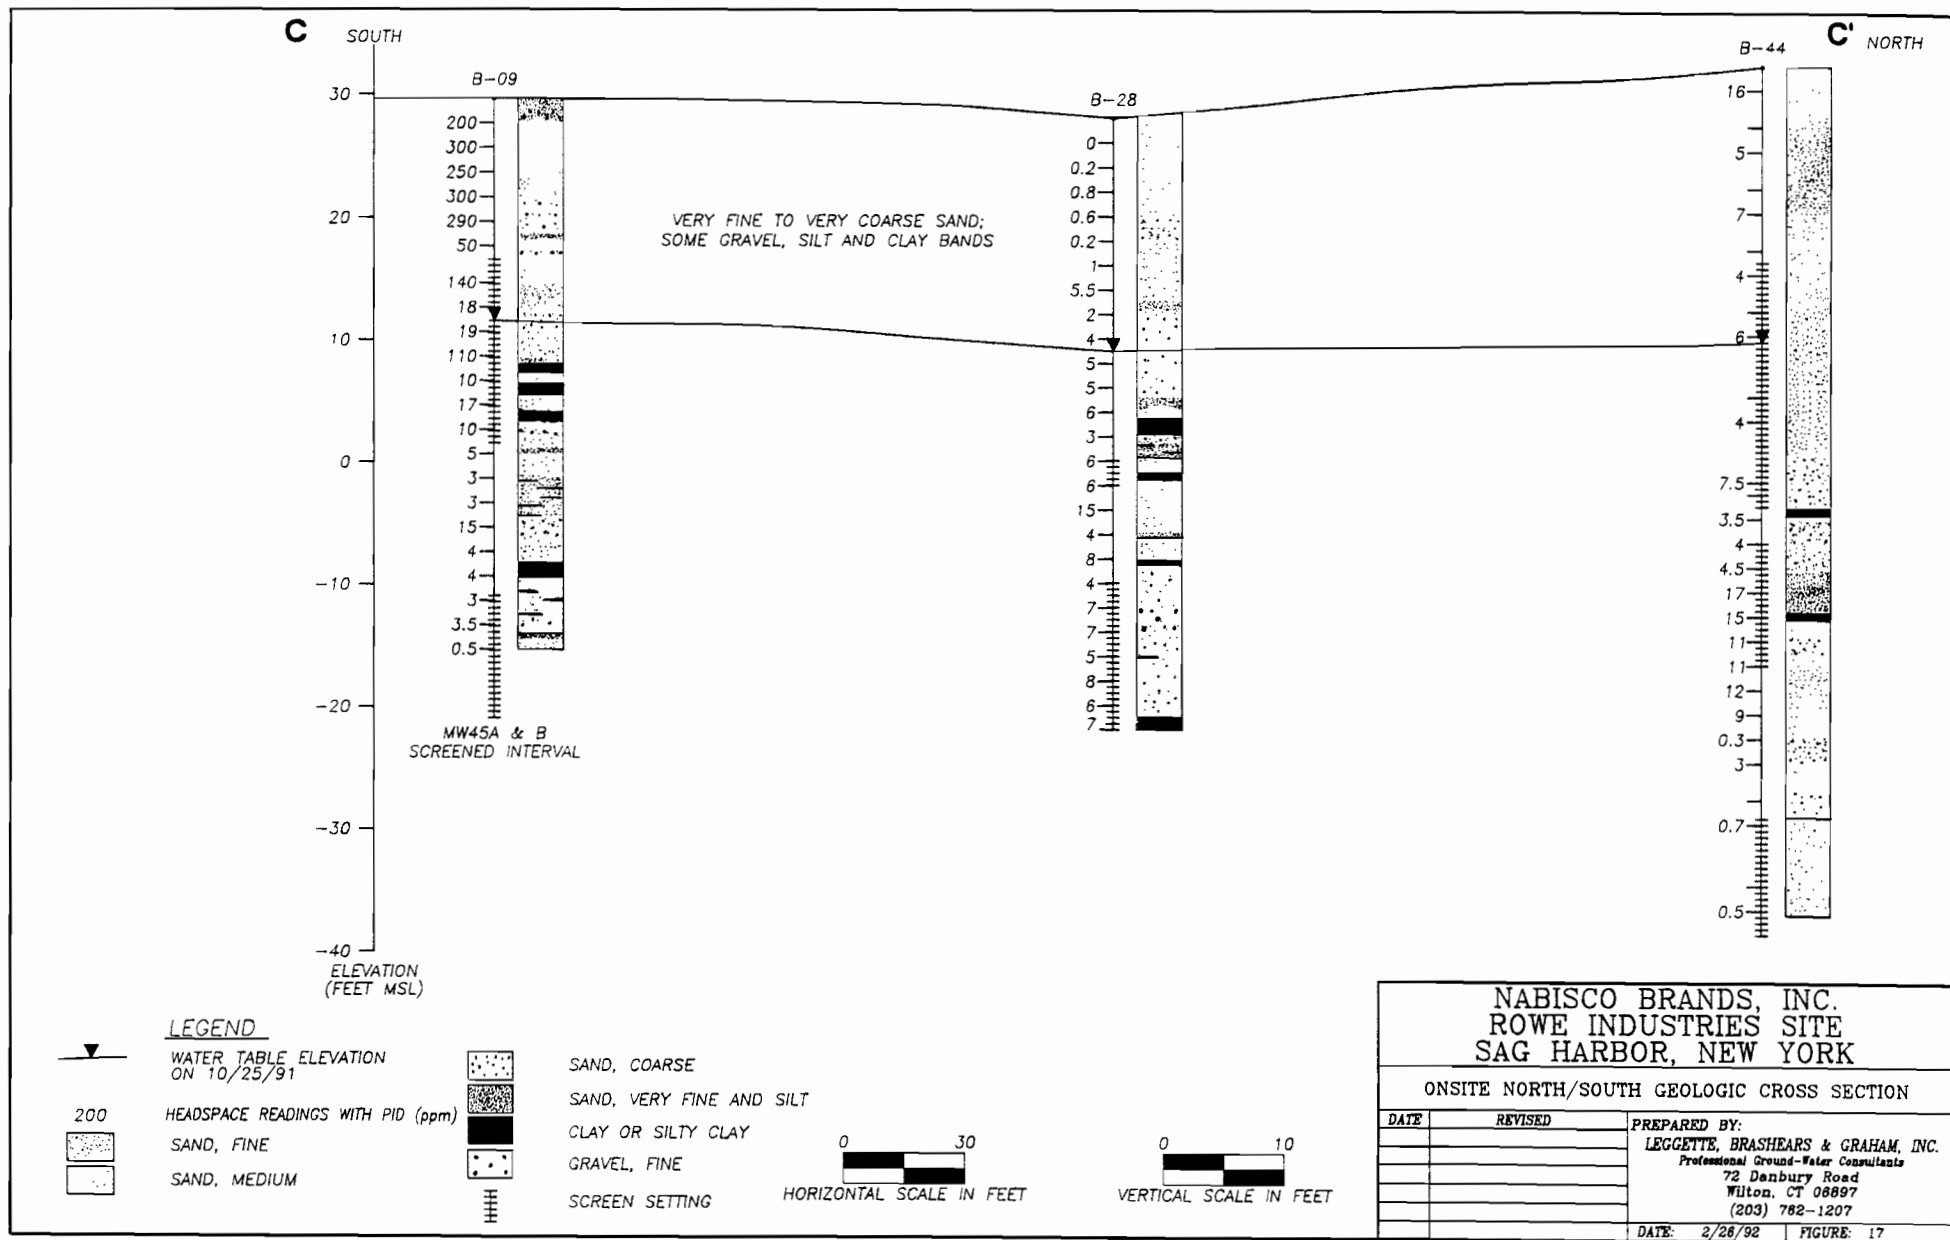 C SOUTH
C' NORTH
B-09
B-28
B-44
30
20
10
0
-10
-20
-30
-40
ELEVATION
(FEET MSL)
200
300
250
300
290
50
140
18
19
110
10
17
10
5
3
3
15
4
4
3
3.5
0.5
MW45A & B
SCREENED INTERVAL
VERY FINE TO VERY COARSE SAND;
SOME GRAVEL, SILT AND CLAY BANDS
0
0.2
0.8
0.6
0.2
1
5.5
2
4
5
5
6
3
6
6
15
4
8
4
7
7
5
8
6
7
16
5
7
4
6
4
7.5
3.5
4
4.5
17
15
11
11
12
9
0.3
3
0.7
0.5
LEGEND
WATER TABLE ELEVATION
ON 10/25/91
200 HEADSPACE READINGS WITH PID (ppm)
SAND, FINE
SAND, MEDIUM
SAND, COARSE
SAND, VERY FINE AND SILT
CLAY OR SILTY CLAY
GRAVEL, FINE
SCREEN SETTING
0 30
HORIZONTAL SCALE IN FEET
0 10
VERTICAL SCALE IN FEET
NABISCO BRANDS, INC.
ROWE INDUSTRIES SITE
SAG HARBOR, NEW YORK
ONSITE NORTH/SOUTH GEOLOGIC CROSS SECTION
DATE REVISED
PREPARED BY:
LEGGETTE, BRASHEARS & GRAHAM, INC.
Professional Ground-Water Consultants
72 Danbury Road
Wilton, CT 06897
(203) 762-1207
DATE: 2/26/92 FIGURE: 17